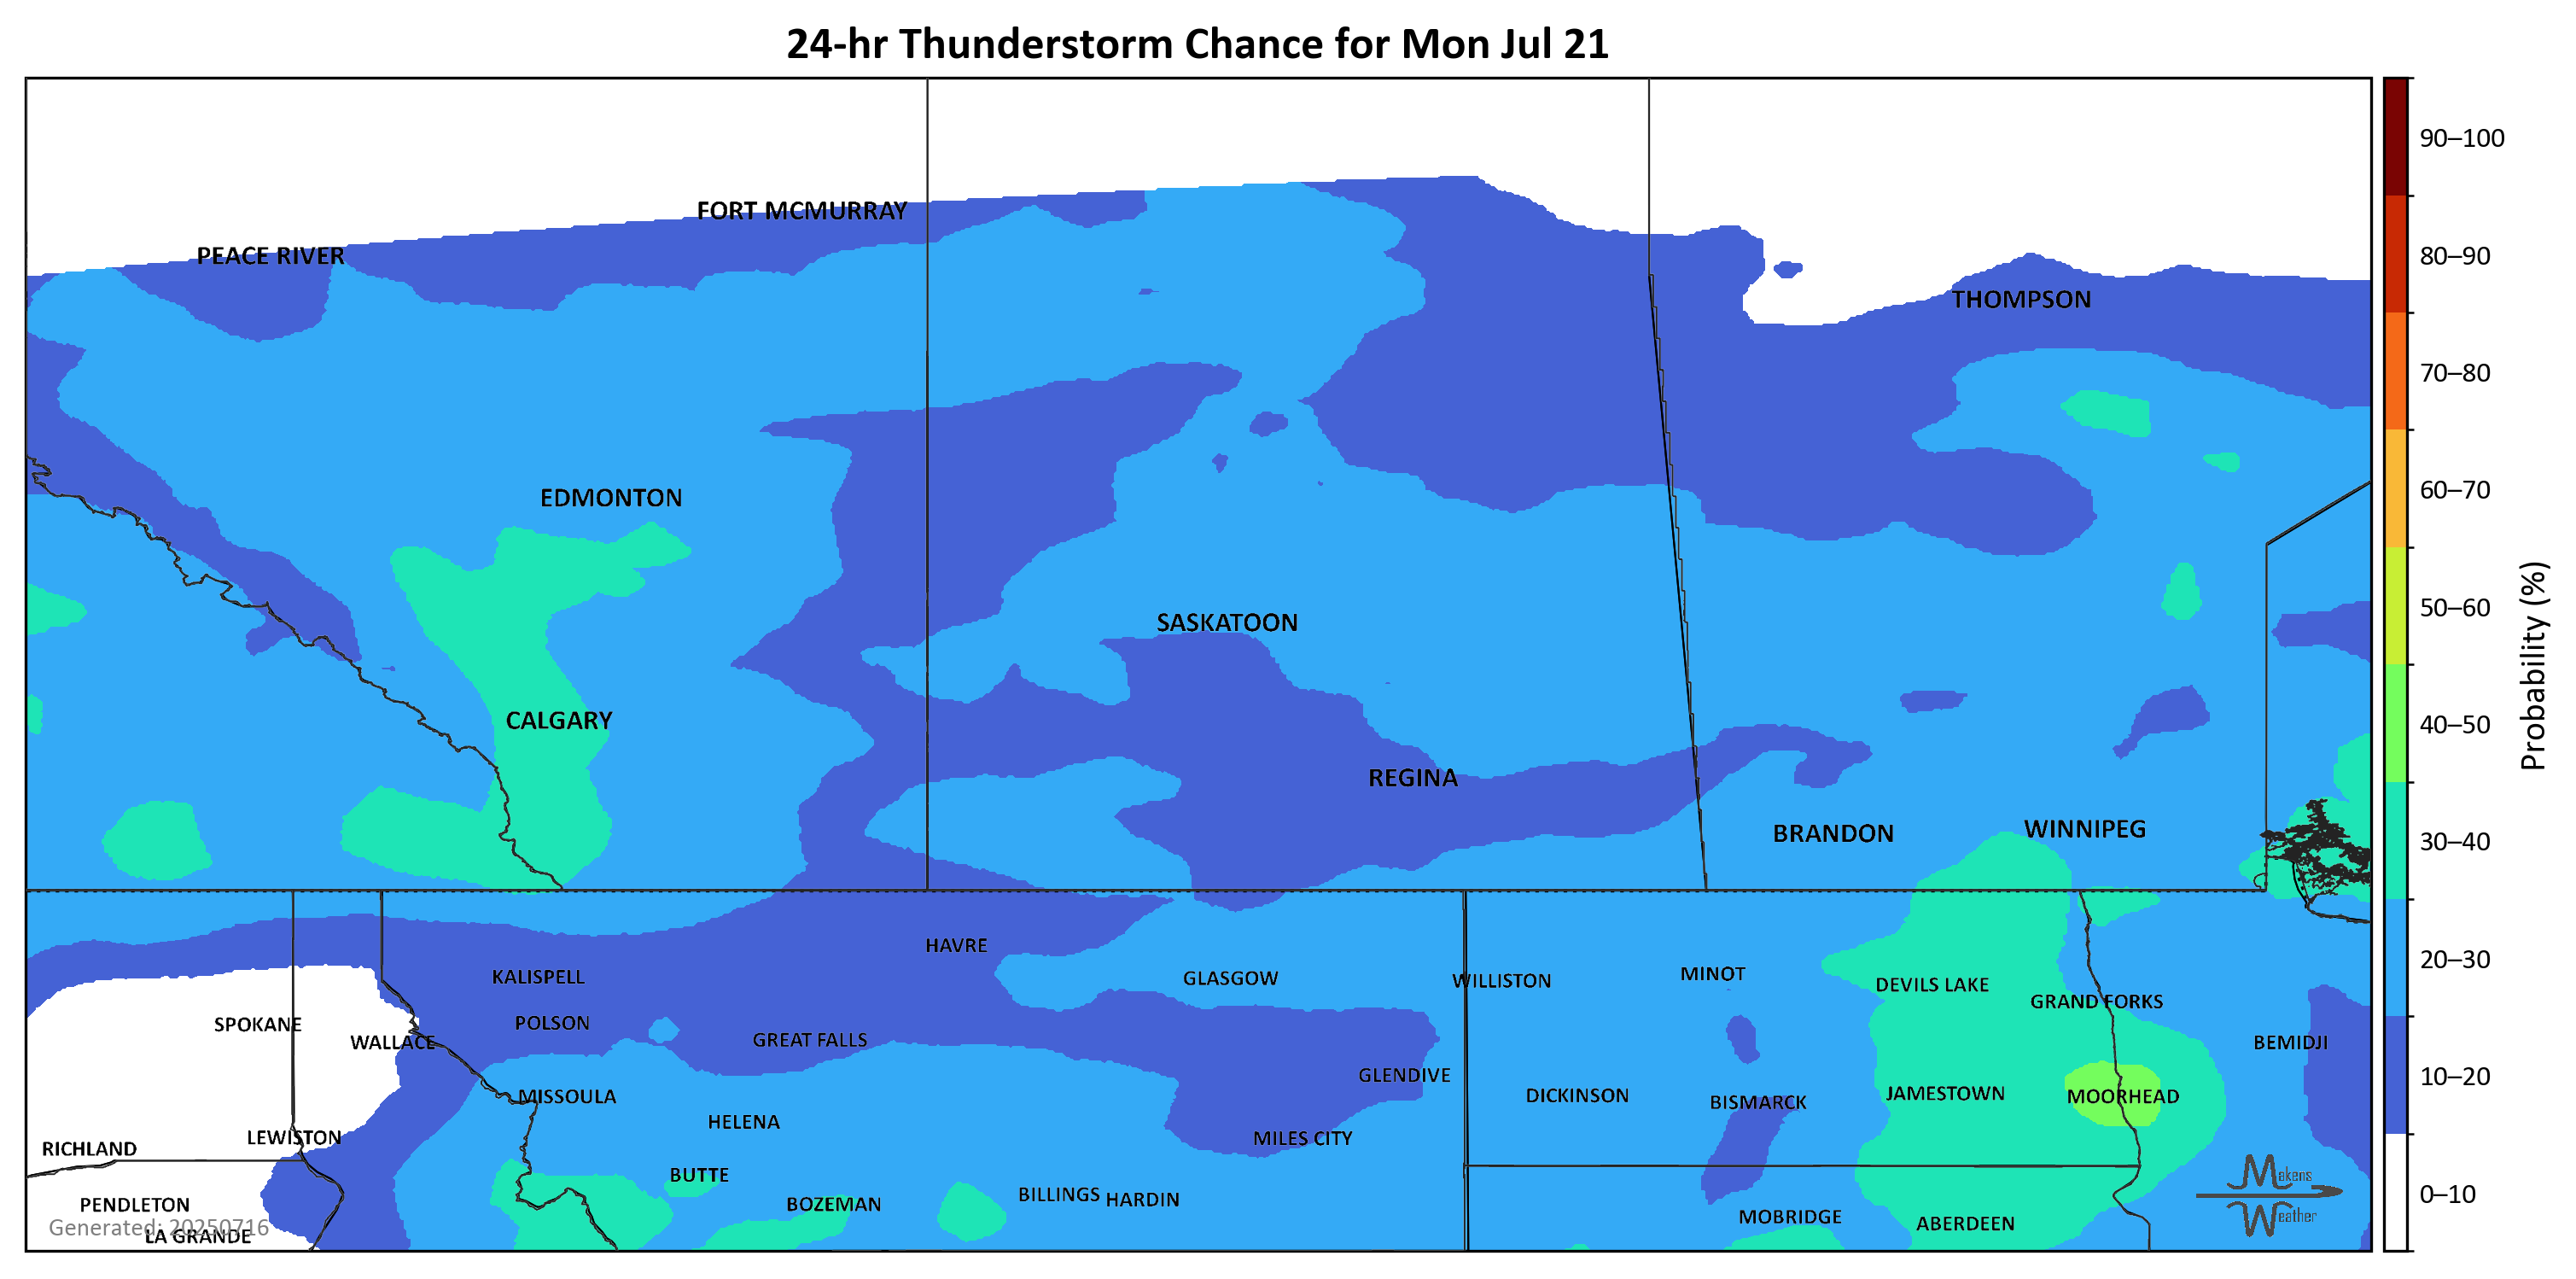 24-hr Thunderstorm Chance for Mon Jul 21
90–100
FORT MCMURRAY
PEACE RIVER
80–90
THOMPSON
70–80
60–70
EDMONTON
50–60
SASKATOON
Probability (%)
CALGARY
40–50
REGINA
WINNIPEG
BRANDON
30–40
HAVRE
20–30
MINOT
KALISPELL
GLASGOW
WILLISTON
DEVILS LAKE
GRAND FORKS
POLSON
SPOKANE
GREAT FALLS
WALLACE
BEMIDJI
GLENDIVE
10–20
JAMESTOWN
DICKINSON
MISSOULA
MOORHEAD
BISMARCK
HELENA
LEWISTON
MILES CITY
RICHLAND
BUTTE
Makens
BILLINGS
HARDIN
0–10
PENDLETON
BOZEMAN
MOBRIDGE
Weather
ABERDEEN
Generated: 20250716
LA GRANDE